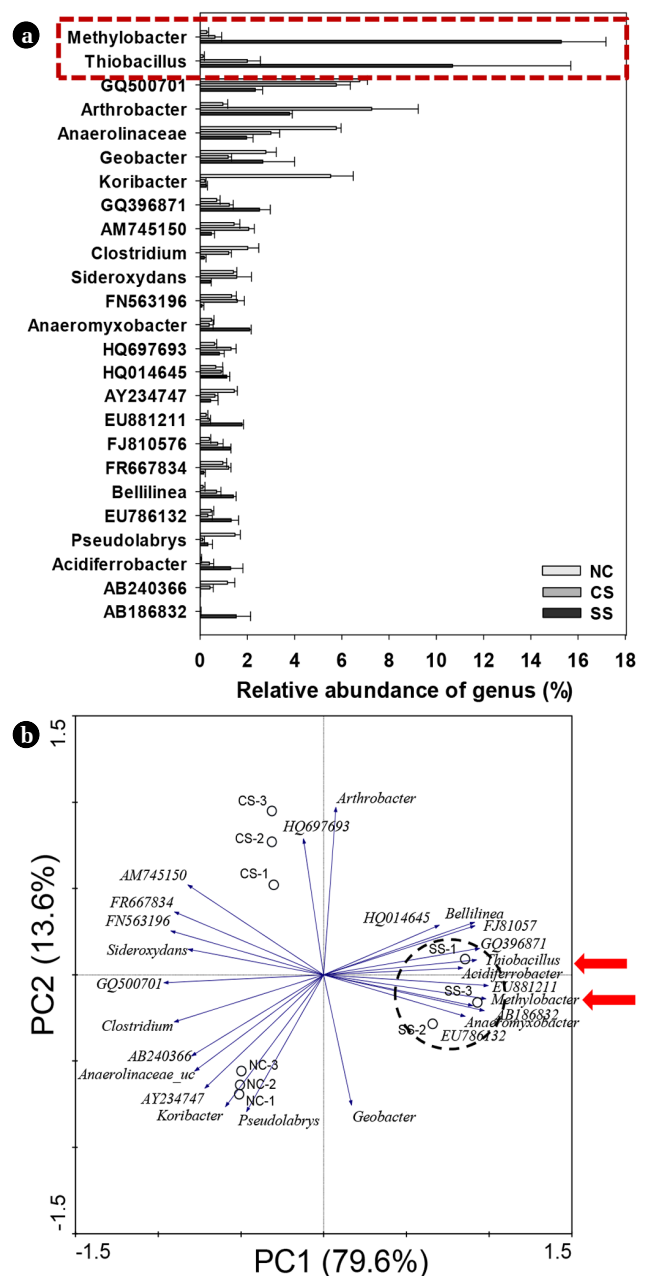 a
Methylobacter
Thiobacillus
GQ500701
Arthrobacter
Anaerolinaceae
Geobacter
Koribacter
GQ396871
AM745150
Clostridium
Sideroxydans
FN563196
Anaeromyxobacter
HQ697693
HQ014645
AY234747
EU881211
FJ810576
FR667834
Bellilinea
EU786132
Pseudolabrys
Acidiferrobacter
AB240366
AB186832
NC
CS
SS
0 2 4 6 8 10 12 14 16 18
Relative abundance of genus (%)
b
1.5
CS-3
Arthrobacter
HQ697693
CS-2
CS-1
AM745150
FR667834
FN563196
HQ014645
Bellilinea
FJ81057
SS-1
GQ396871
Sideroxydans
Thiobacillus
Acidiferrobacter
GQ500701
EU881211
SS-3
Methylobacter
AB186832
Clostridium
SS-2
Anaeromyxobacter
EU786132
AB240366
NC-3
Anaerolinaceae_uc
NC-2
AY234747
NC-1
Koribacter
Pseudolabrys
Geobacter
PC2 (13.6%)
-1.5
-1.5
1.5
PC1 (79.6%)